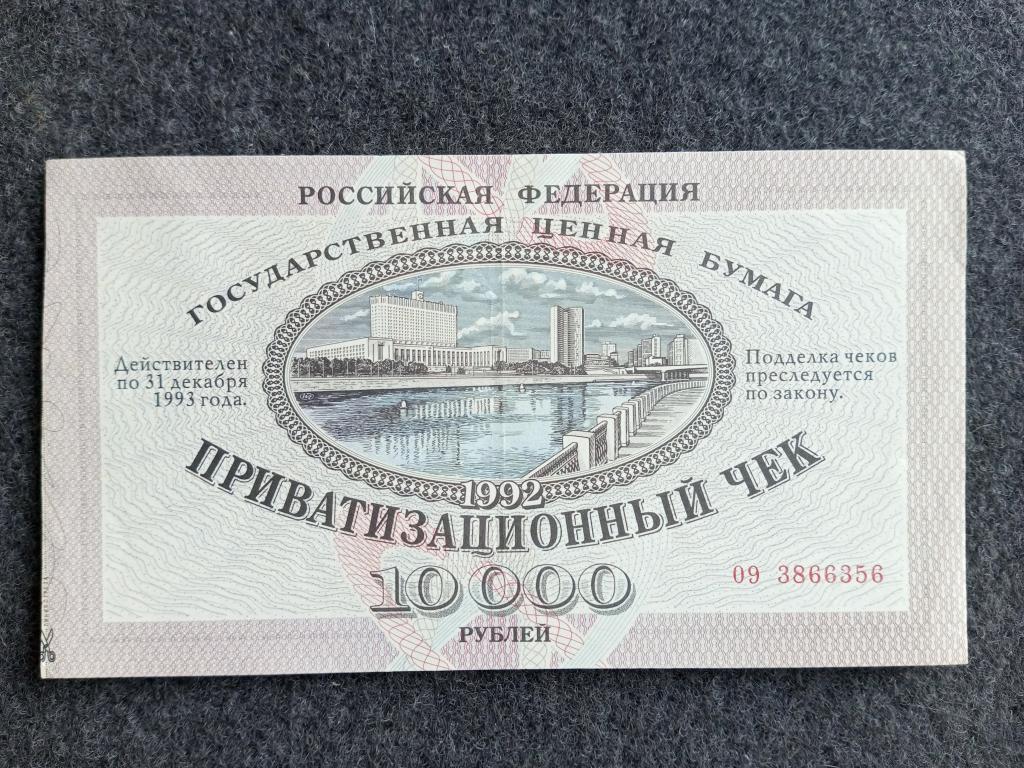 РОССИЙСКАЯ ФЕДЕРАЦИЯ
ГОСУДАРСТВЕННАЯ ЦЕННАЯ БУМАГА
Действителен
по 31 декабря
1993 года.
Подделка чеков
преследуется
по закону.
1992
ПРИВАТИЗАЦИОННЫЙ ЧЕК
10 000
РУБЛЕЙ
09 3866356